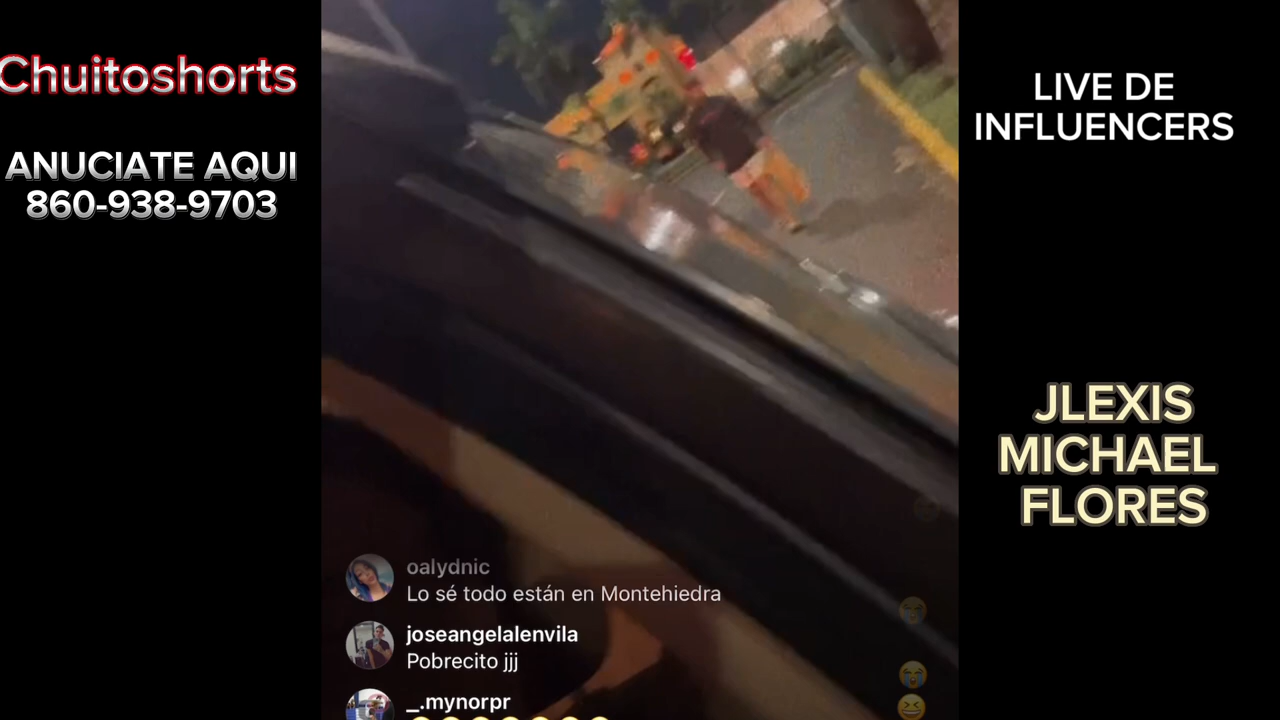 Chuitoshorts
ANUCIATE AQUI
860-938-9703
LIVE DE
INFLUENCERS
JLEXIS
MICHAEL
FLORES
oalydnic
Lo sé todo están en Montehiedra
joseangelalenvila
Pobrecito jjj
_.mynorpr